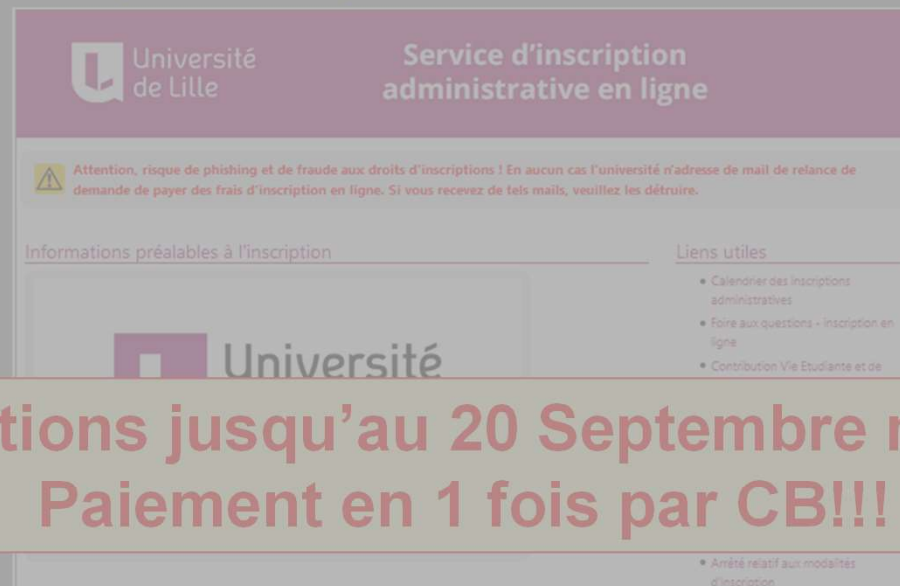 Université
de Lille
Service d'inscription
administrative en ligne
Attention, risque de phishing et de fraude aux droits d'inscriptions ! En aucun cas l'université n'adresse de mail de relance de
demande de payer des frais d'inscription en ligne. Si vous recevez de tels mails, veuillez les détruire.
Informations préalables à l'inscription
Liens utiles
Calendrier des inscriptions
administratives
Foire aux questions - inscription en
ligne
Contribution Vie Etudiante et de
Université
tions jusqu'au 20 Septembre
Paiement en 1 fois par CB!!!
Arrêté relatif aux modalités
d'inscription